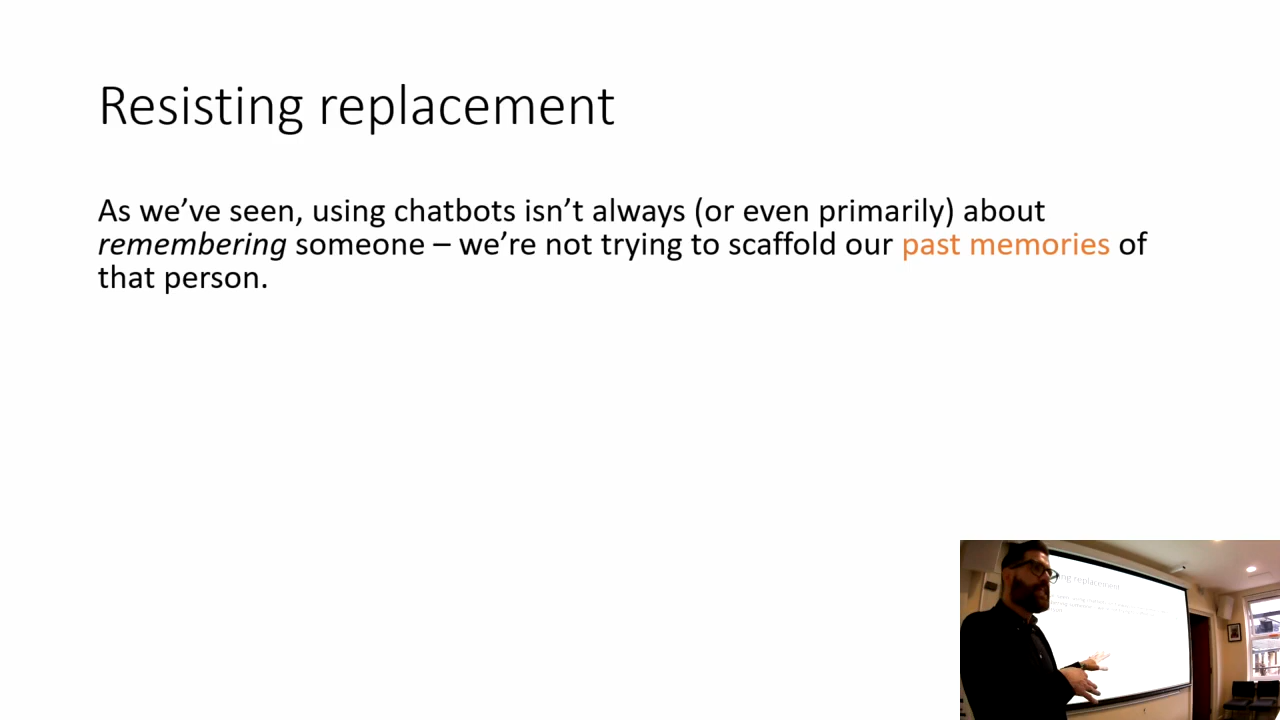 Resisting replacement
As we’ve seen, using chatbots isn’t always (or even primarily) about
remembering someone – we’re not trying to scaffold our past memories of
that person.
replacement